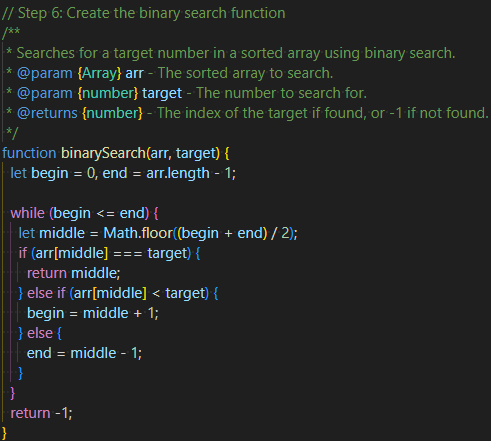 // Step 6: Create the binary search function
/**
 * Searches for a target number in a sorted array using binary search.
 * @param {Array} arr - The sorted array to search.
 * @param {number} target - The number to search for.
 * @returns {number} - The index of the target if found, or -1 if not found.
 */
function binarySearch(arr, target) {
  let begin = 0, end = arr.length - 1;

  while (begin <= end) {
    let middle = Math.floor((begin + end) / 2);
    if (arr[middle] === target) {
      return middle;
    } else if (arr[middle] < target) {
      begin = middle + 1;
    } else {
      end = middle - 1;
    }
  }
  return -1;
}